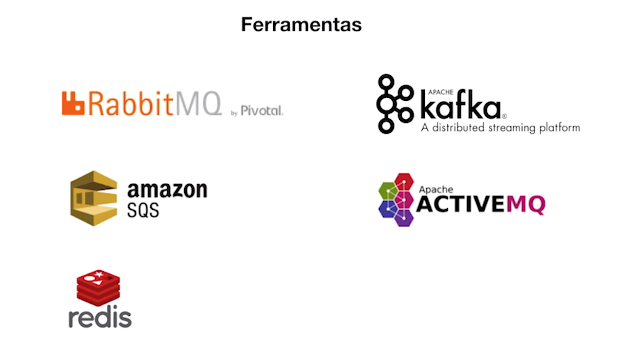 Ferramentas
RabbitMQ by Pivotal.
APACHE
kafka®
A distributed streaming platform
amazon
SQS
Apache
ACTIVEMQ
redis